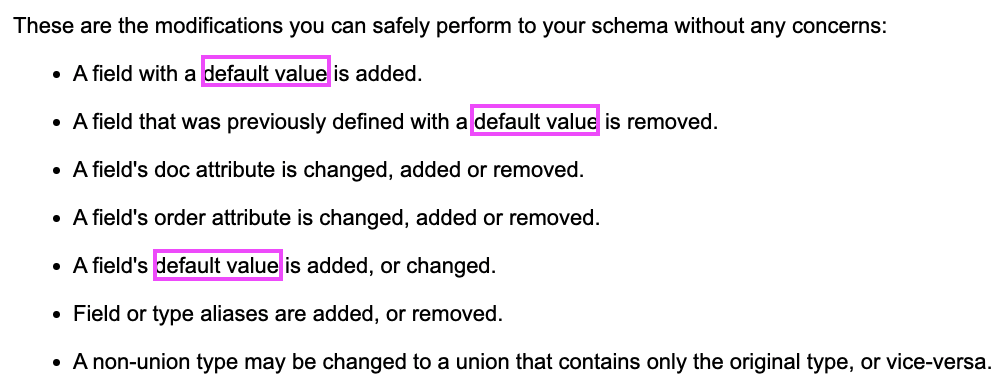 These are the modifications you can safely perform to your schema without any concerns:
• A field with a default value is added.
• A field that was previously defined with a default value is removed.
• A field's doc attribute is changed, added or removed.
• A field's order attribute is changed, added or removed.
• A field's default value is added, or changed.
• Field or type aliases are added, or removed.
• A non-union type may be changed to a union that contains only the original type, or vice-versa.